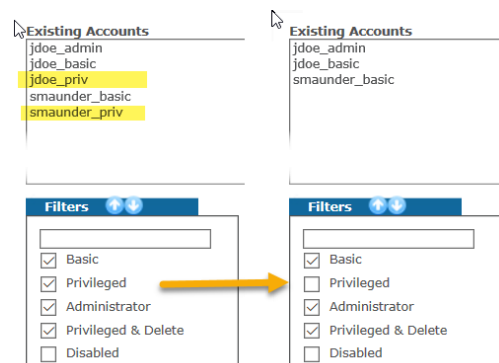 Existing Accounts
jdoe_admin
jdoe_basic
jdoe_priv
smaunder_basic
smaunder_priv
Filters
Basic
Privileged
Administrator
Privileged & Delete
Disabled
Existing Accounts
jdoe_admin
jdoe_basic
smaunder_basic
Filters
Basic
Privileged
Administrator
Privileged & Delete
Disabled